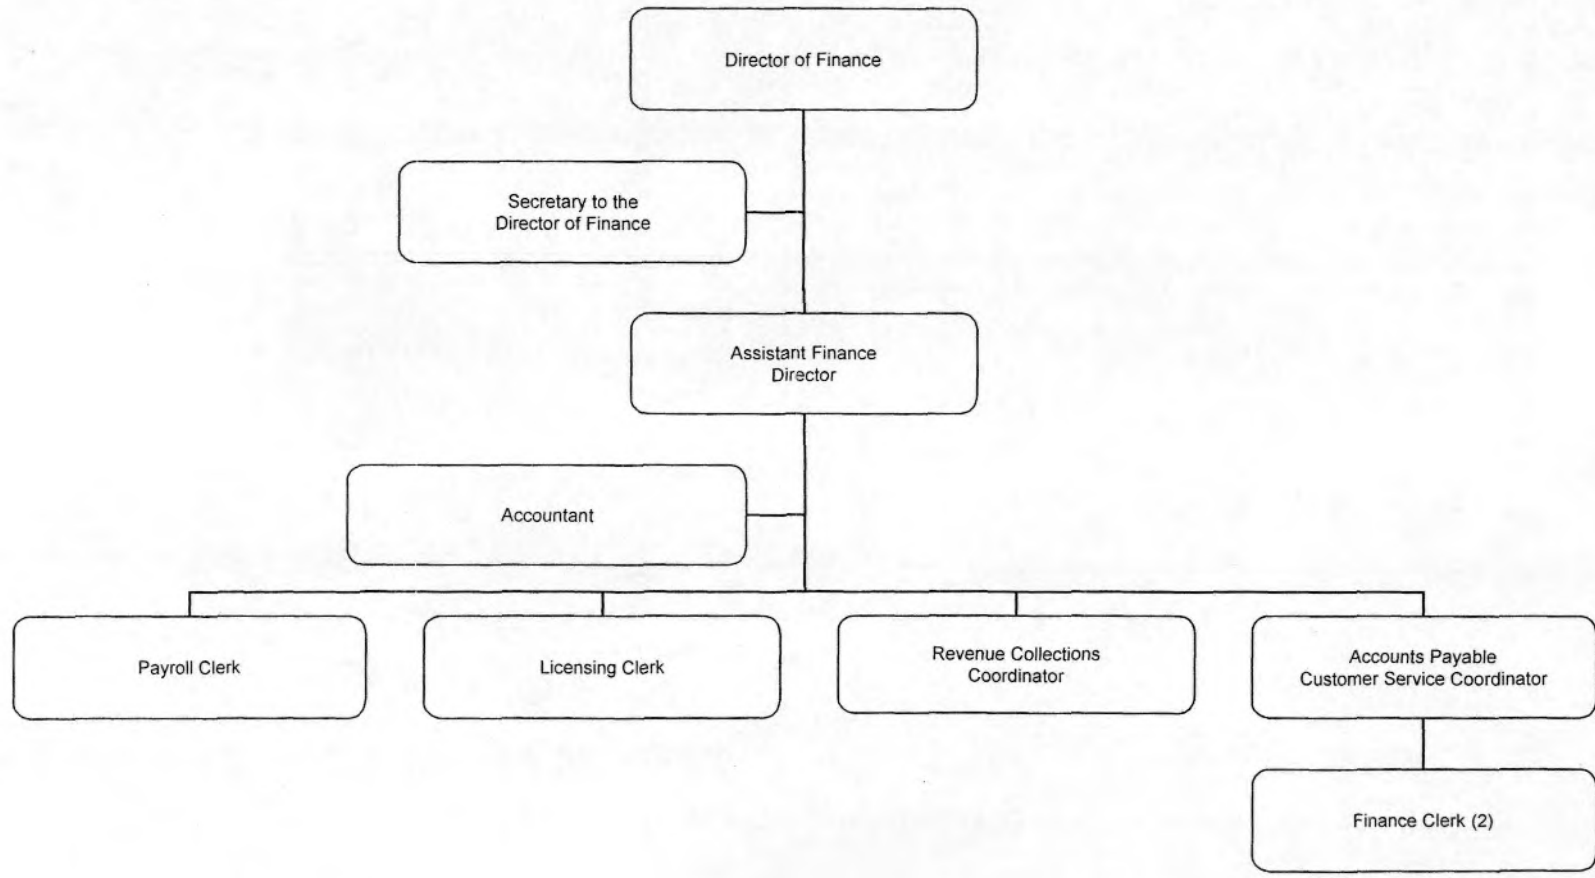 Director of Finance
Secretary to the
Director of Finance
Assistant Finance
Director
Accountant
Payroll Clerk
Licensing Clerk
Revenue Collections
Coordinator
Accounts Payable
Customer Service Coordinator
Finance Clerk (2)